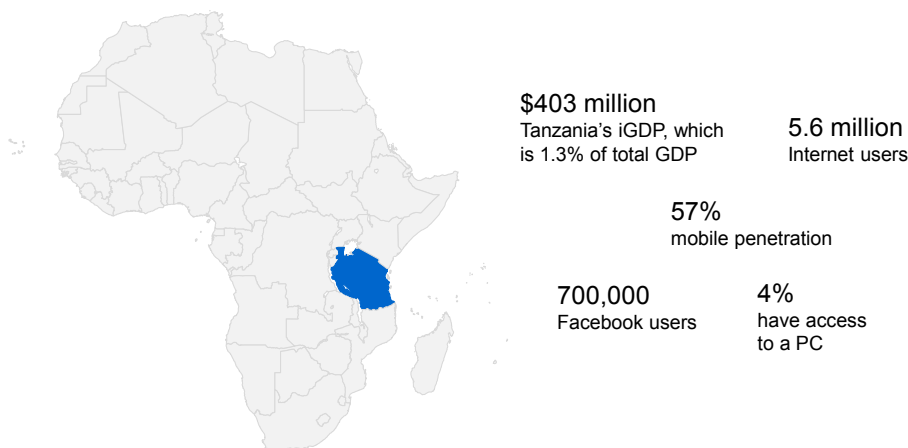 $403 million
Tanzania's iGDP, which
is 1.3% of total GDP
5.6 million
Internet users
57%
mobile penetration
700,000
Facebook users
4%
have access
to a PC